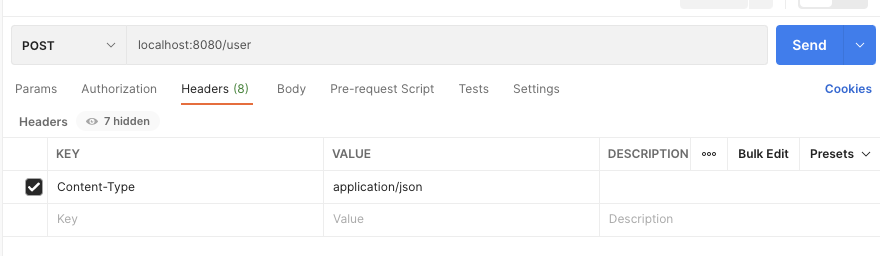 POST localhost:8080/user Send
Params Authorization Headers (8) Body Pre-request Script Tests Settings Cookies
Headers 7 hidden
KEY VALUE DESCRIPTION ooo Bulk Edit Presets
Content-Type application/json
Key Value Description